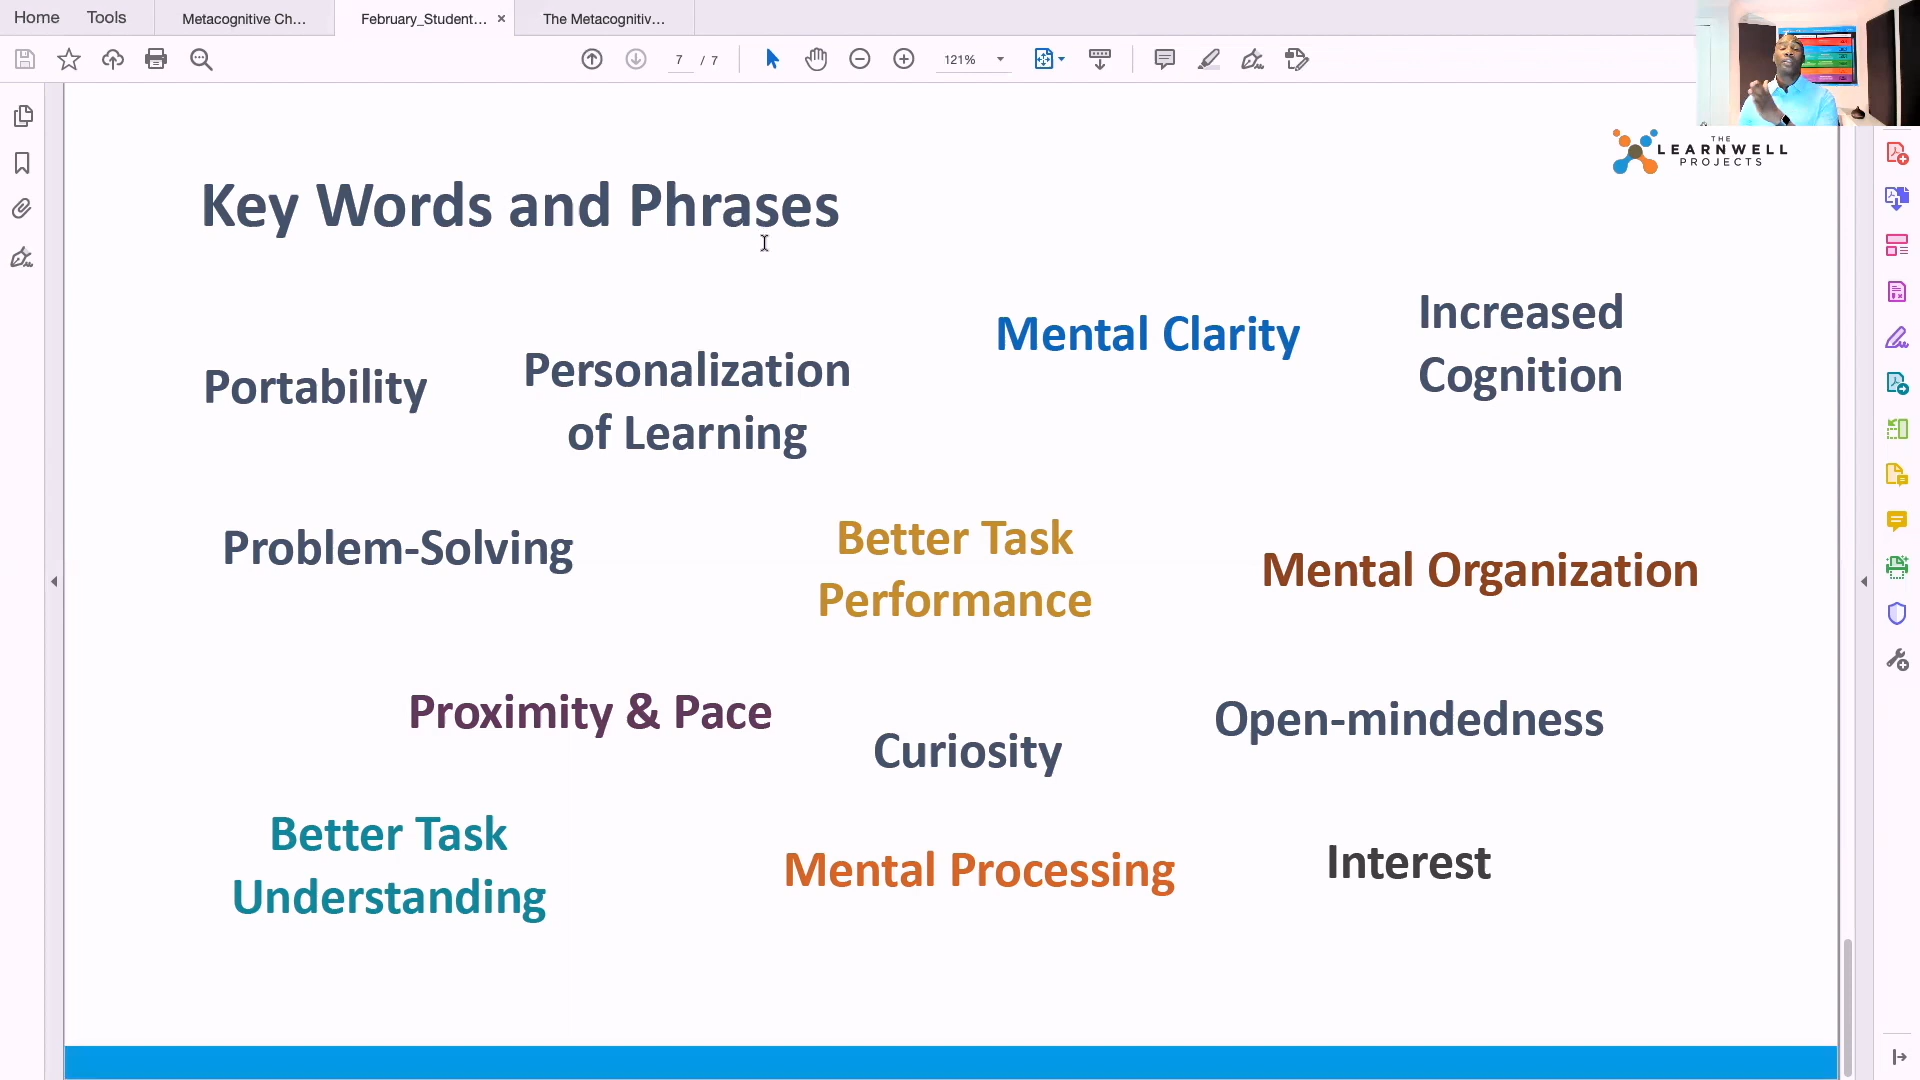 Home
Tools
Metacognitive Ch...
February_Student...
The Metacognitiv...
7 / 7
121%
THE
LEARNWELL
PROJECTS
Key Words and Phrases
Portability
Personalization
of Learning
Mental Clarity
Increased
Cognition
Problem-Solving
Better Task
Performance
Mental Organization
Proximity & Pace
Curiosity
Open-mindedness
Better Task
Understanding
Mental Processing
Interest